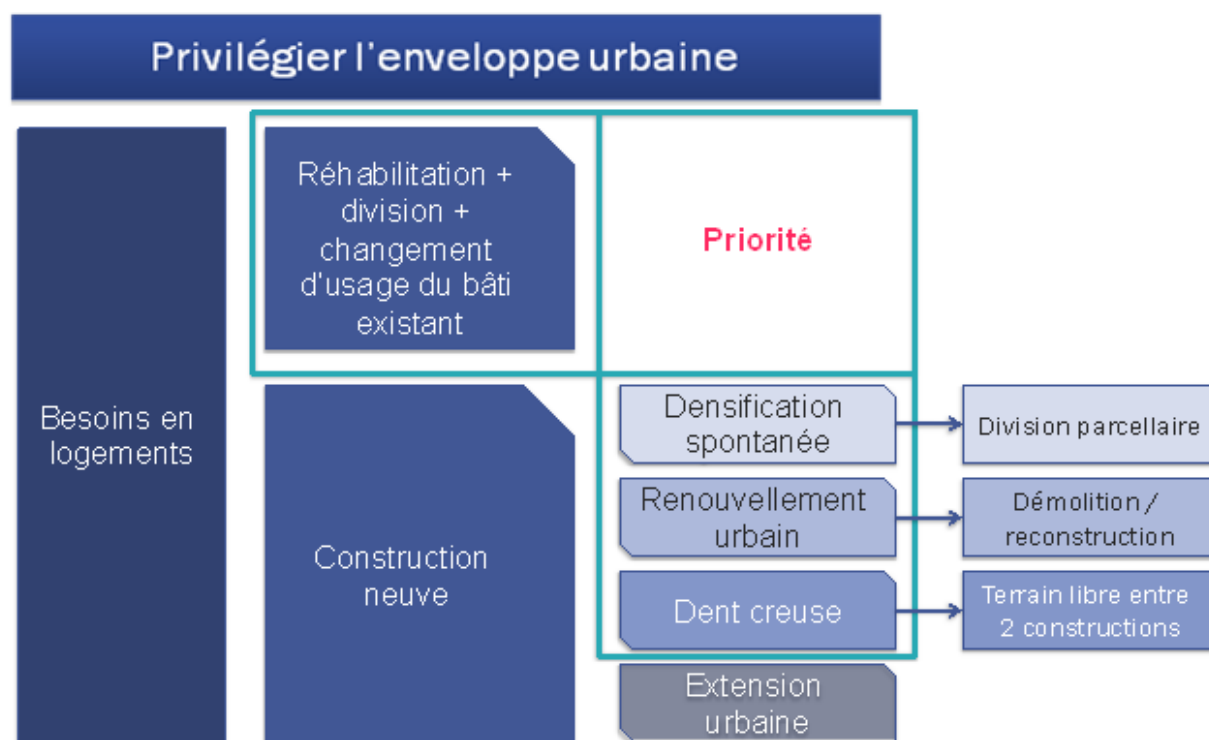 Privilégier l'enveloppe urbaine
Besoins en
logements
Réhabilitation +
division +
changement
d'usage du bâti
existant
Priorité
Construction
neuve
Densification
spontanée
Division parcellaire
Renouvellement
urbain
Démolition /
reconstruction
Dent creuse
Terrain libre entre
2 constructions
Extension
urbaine